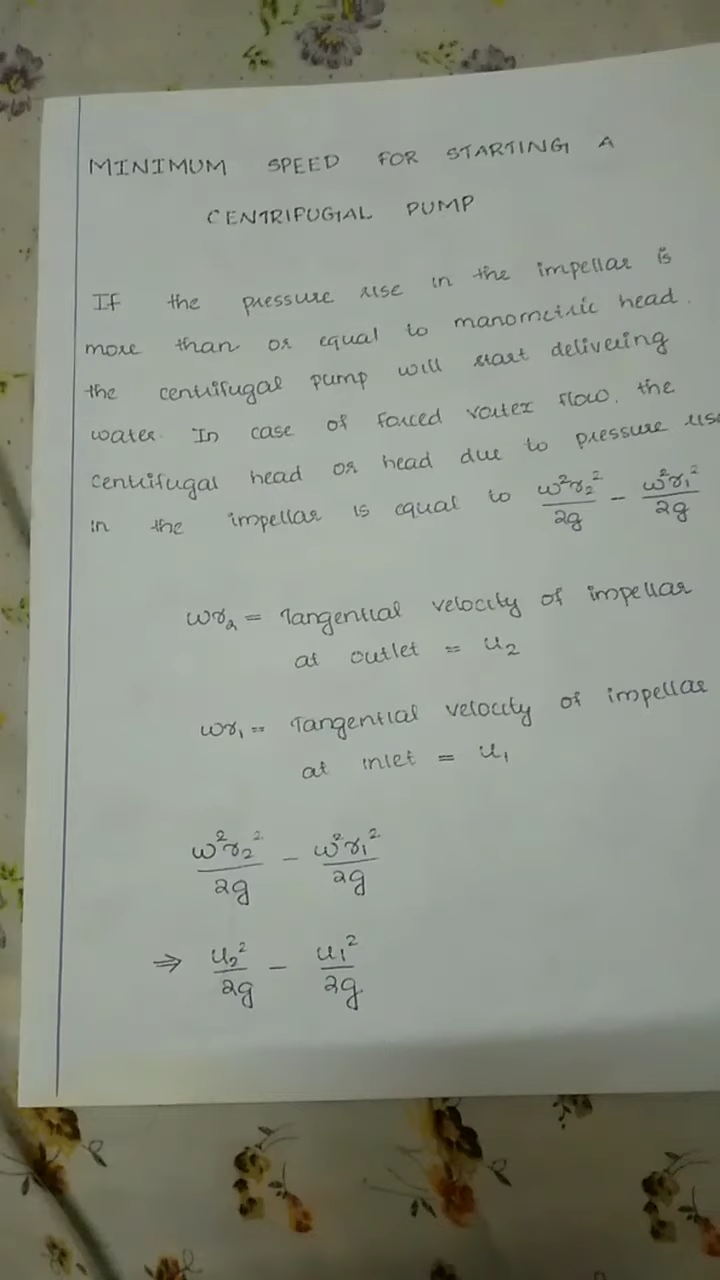 MINIMUM SPEED FOR STARTING A
CENTRIFUGAL PUMP
If the pressure rise in the impellar is
more than or equal to manometric head.
the centrifugal pump will start delivering
water. In case of forced vortex flow, the
centrifugal head or head due to pressure rise
in the impellar is equal to ω²r₂²/2g − ω²r₁²/2g
ωr₂ = Tangential velocity of impellar
at outlet = u₂
ωr₁ = Tangential velocity of impellar
at inlet = u₁
ω²r₂²/2g − ω²r₁²/2g
⇒ u₂²/2g − u₁²/2g.